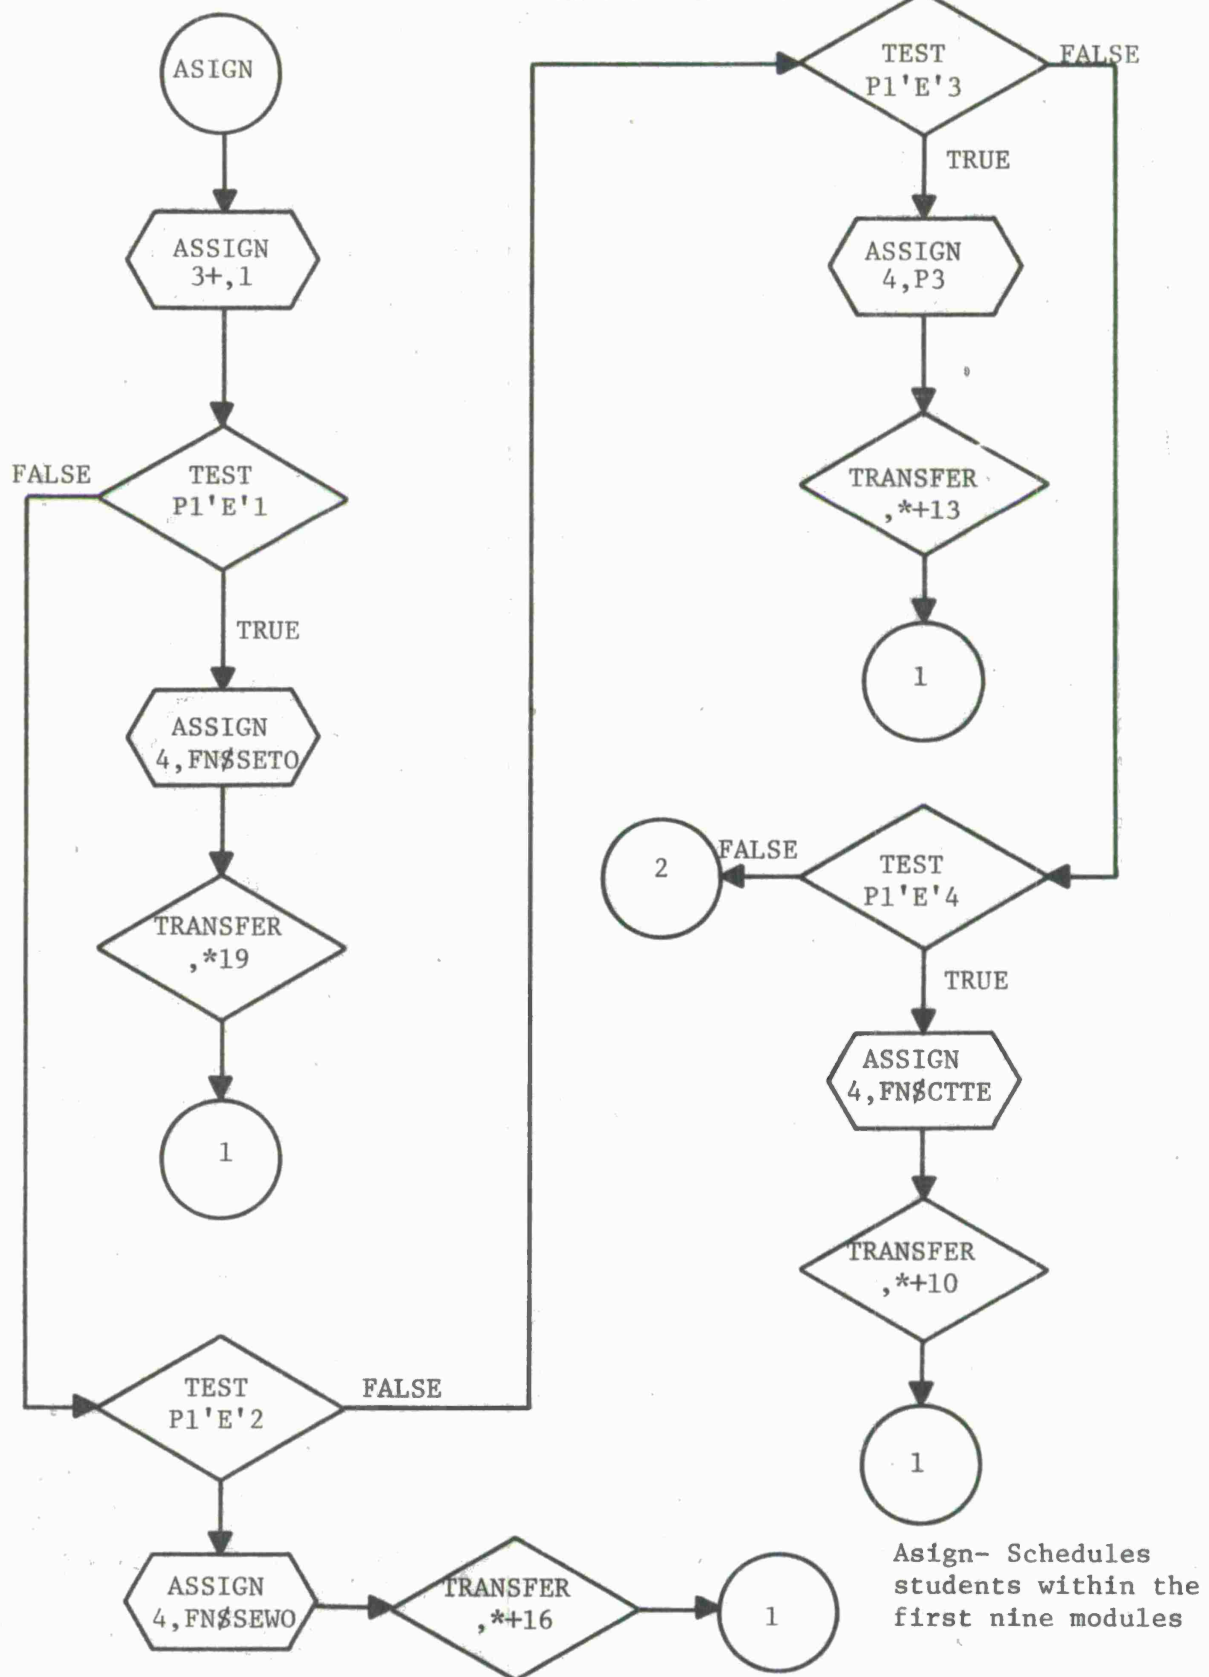 ASIGN
ASSIGN
3+,1
TEST
P1'E'1
FALSE
TRUE
ASSIGN
4,FN$SETO
TRANSFER
,*19
1
TEST
P1'E'2
FALSE
ASSIGN
4,FN$SEWO
TRANSFER
,*+16
1
TEST
P1'E'3
FALSE
TRUE
ASSIGN
4,P3
TRANSFER
,*+13
1
TEST
P1'E'4
FALSE
2
TRUE
ASSIGN
4,FN$CTTE
TRANSFER
,*+10
1
Asign- Schedules
students within the
first nine modules